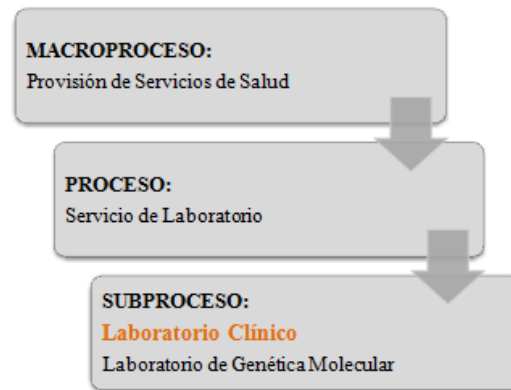 MACROPROCESO:
Provisión de Servicios de Salud
PROCESO:
Servicio de Laboratorio
SUBPROCESO:
Laboratorio Clínico
Laboratorio de Genética Molecular